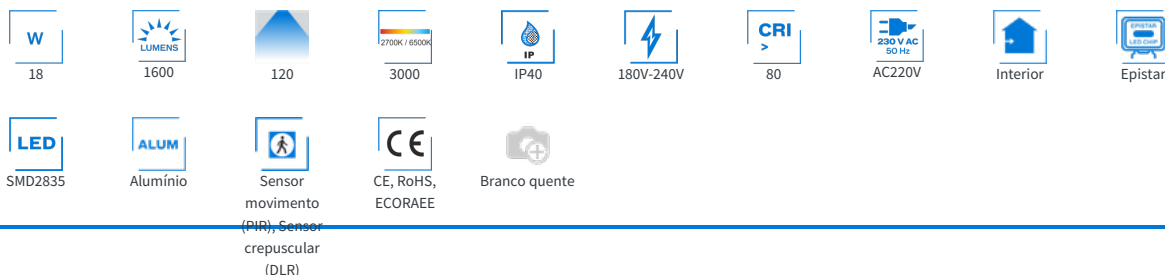 W
18
LUMENS
1600
120
2700K / 6500K
3000
IP
IP40
180V-240V
CRI
>
80
230 V AC
50 Hz
AC220V
Interior
EPISTAR
LED CHIP
Epistar
LED
SMD2835
ALUM
Alumínio
Sensor
movimento
(PIR), Sensor
crepuscular
(DLR)
CE
CE, RoHS,
ECORAEE
Branco quente